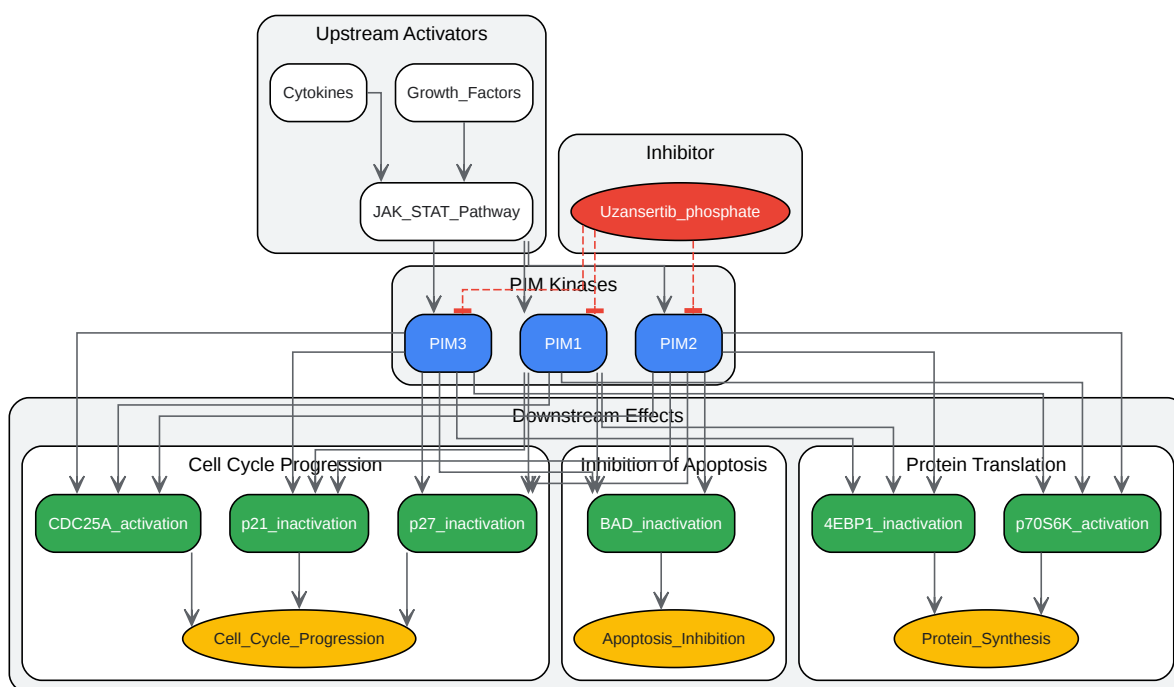 Upstream Activators
Cytokines
Growth_Factors
JAK_STAT_Pathway
Inhibitor
Uzansertib_phosphate
PIM Kinases
PIM3
PIM1
PIM2
Downstream Effects
Cell Cycle Progression
Inhibition of Apoptosis
Protein Translation
CDC25A_activation
p21_inactivation
p27_inactivation
BAD_inactivation
4EBP1_inactivation
p70S6K_activation
Cell_Cycle_Progression
Apoptosis_Inhibition
Protein_Synthesis